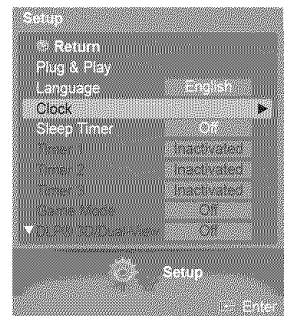 Setup
Return
Plug & Play
Language English
Clock ►
Sleep Timer Off
Timer 1 Inactivated
Timer 2 Inactivated
Timer 3 Inactivated
Game Mode Off
▼DLP® 3D/Dual-View Off
Setup
Enter